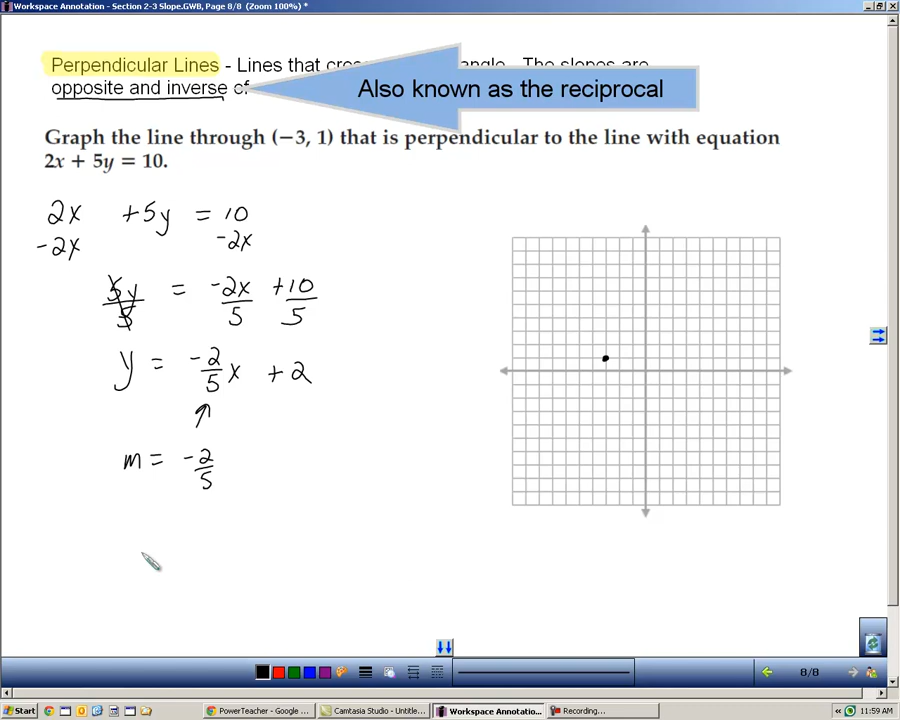 Workspace Annotation - Section 2-3 Slope.GWB, Page 8/8 (Zoom 100%) *
Perpendicular Lines - Lines that angle. The slopes are
opposite and inverse of
Also known as the reciprocal
Graph the line through (−3, 1) that is perpendicular to the line with equation
2x + 5y = 10.
2x +5y = 10
-2x -2x
5y/5 = -2x/5 +10/5
y = -2/5 x + 2
m = -2/5
8/8
Start PowerTeacher - Google ... Camtasia Studio - Untitle... Workspace Annotatio... Recording... 11:59 AM